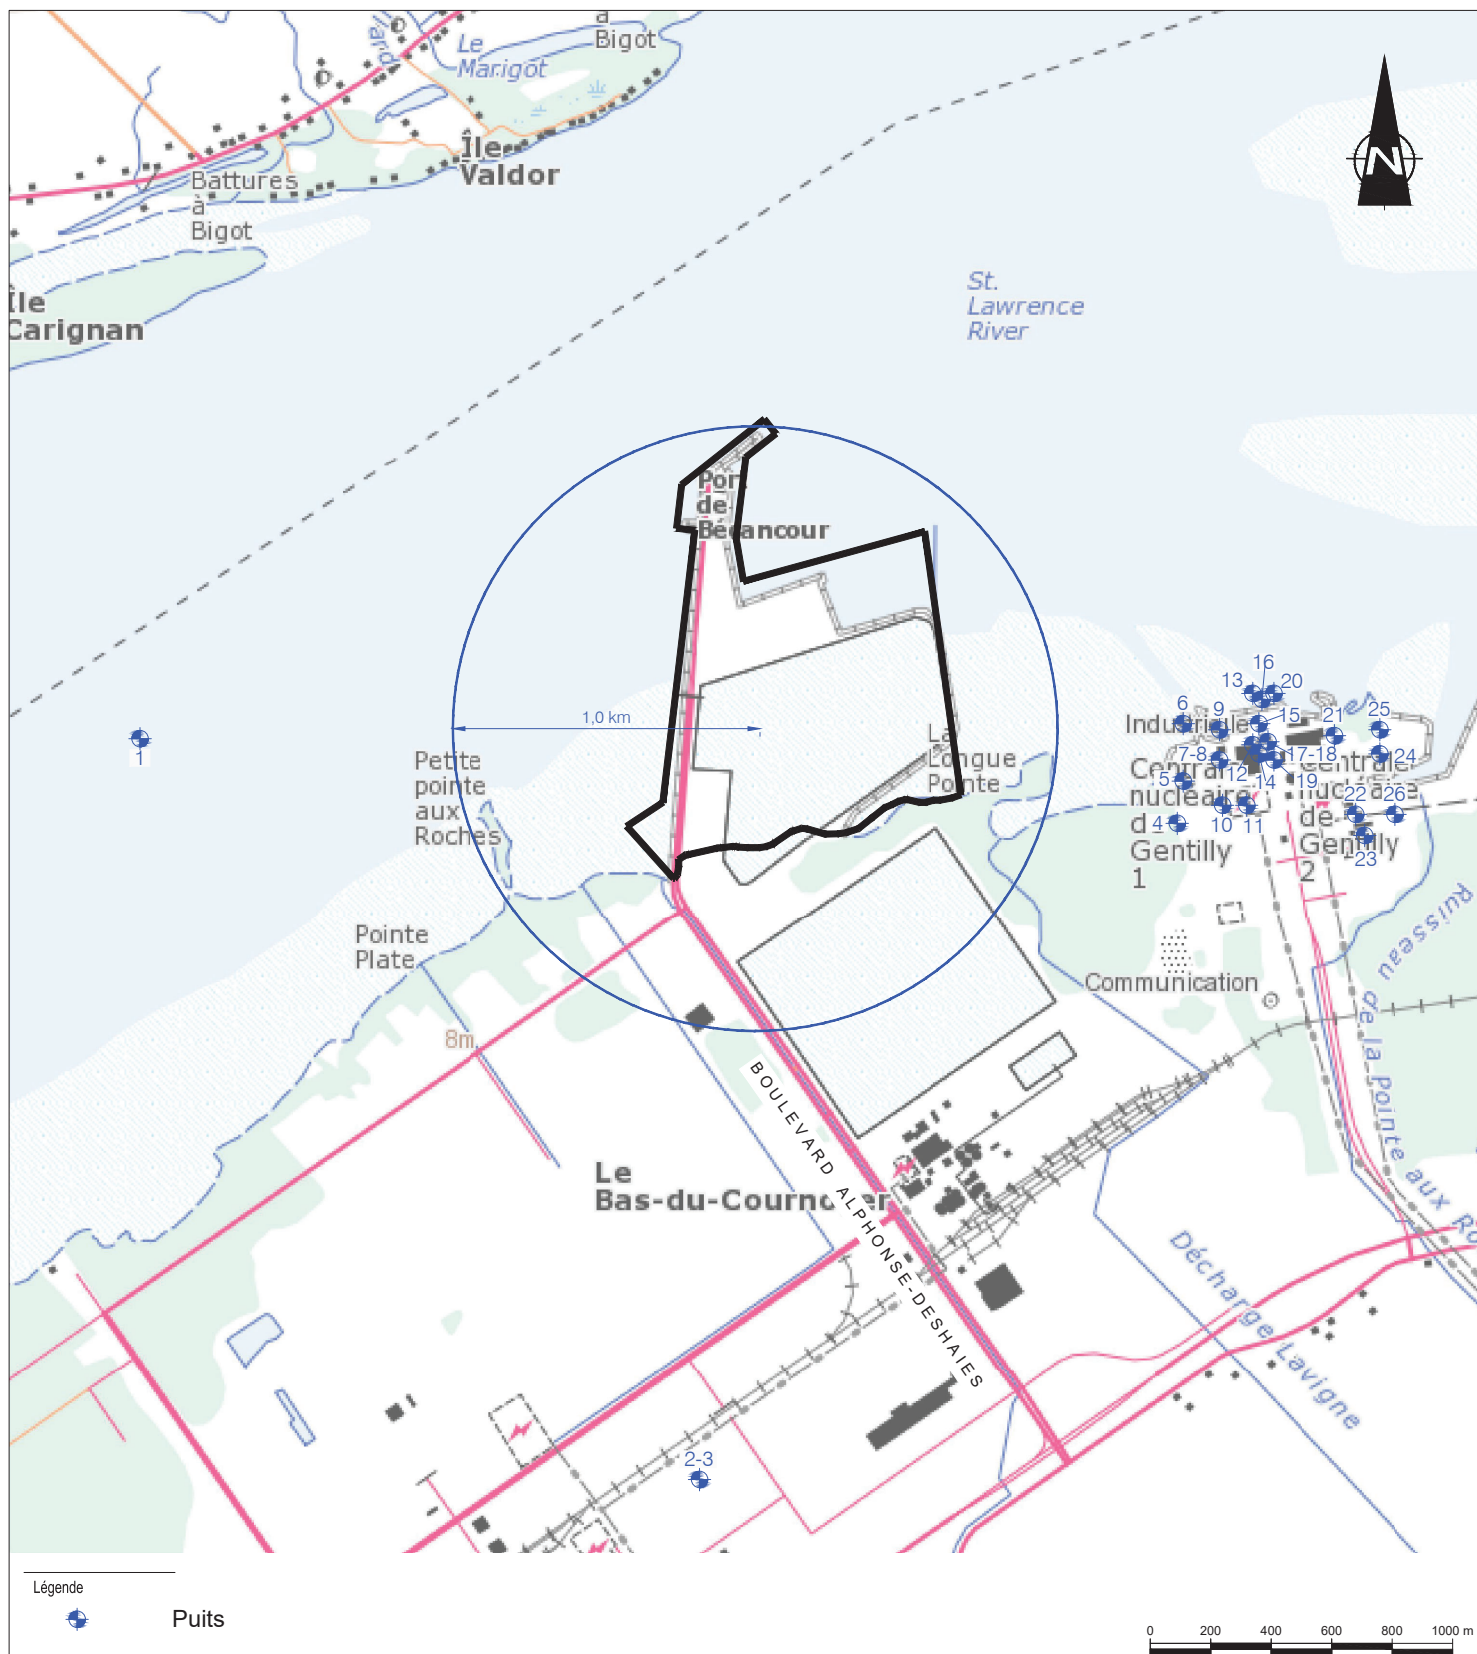 à
Bigot
Le
Marigot
Île
Valdor
Battures
à
Bigot
Île
Carignan
N
St.
Lawrence
River
Port
de
Bécancour
1,0 km
La
Longue
Pointe
Petite
pointe
aux
Roches
Pointe
Plate
1
16
13
20
6
9
15
21
25
Industrielle
7-8
17-18
24
5
12
14
19
Centrale
nucléaire
de
Gentilly
1
Centrale
nucléaire
de
Gentilly
2
22
26
4
10
11
23
Communication
Ruisseau
de la Pointe aux Ro
8m
BOULEVARD ALPHONSE-DESHAIES
Le
Bas-du-Cournoyer
Décharge Lavigne
2-3
Légende
Puits
0 200 400 600 800 1000 m